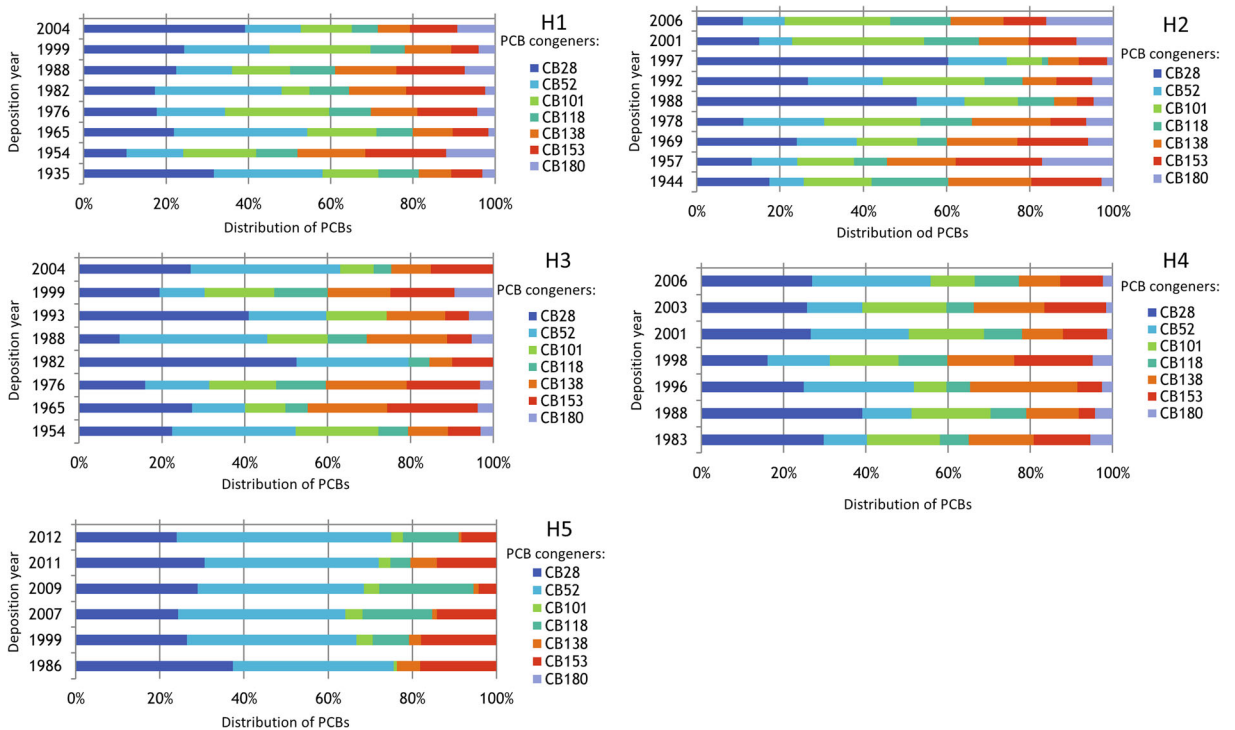 H1
PCB congeners:
CB28
CB52
CB101
CB118
CB138
CB153
CB180
Deposition year
2004
1999
1988
1982
1976
1965
1954
1935
0% 20% 40% 60% 80% 100%
Distribution of PCBs
H2
PCB congeners:
CB28
CB52
CB101
CB118
CB138
CB153
CB180
Deposition year
2006
2001
1997
1992
1988
1978
1969
1957
1944
0% 20% 40% 60% 80% 100%
Distribution od PCBs
H3
PCB congeners:
CB28
CB52
CB101
CB118
CB138
CB153
CB180
Deposition year
2004
1999
1993
1988
1982
1976
1965
1954
0% 20% 40% 60% 80% 100%
Distribution of PCBs
H4
PCB congeners:
CB28
CB52
CB101
CB118
CB138
CB153
CB180
Deposition year
2006
2003
2001
1998
1996
1988
1983
0% 20% 40% 60% 80% 100%
Distribution of PCBs
H5
PCB congeners:
CB28
CB52
CB101
CB118
CB138
CB153
CB180
Deposition year
2012
2011
2009
2007
1999
1986
0% 20% 40% 60% 80% 100%
Distribution of PCBs